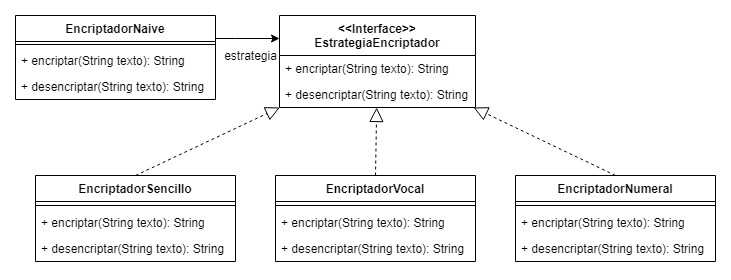 EncriptadorNaive
+ encriptar(String texto): String
+ desencriptar(String texto): String
estrategia
<<Interface>>
EstrategiaEncriptador
+ encriptar(String texto): String
+ desencriptar(String texto): String
EncriptadorSencillo
+ encriptar(String texto): String
+ desencriptar(String texto): String
EncriptadorVocal
+ encriptar(String texto): String
+ desencriptar(String texto): String
EncriptadorNumeral
+ encriptar(String texto): String
+ desencriptar(String texto): String